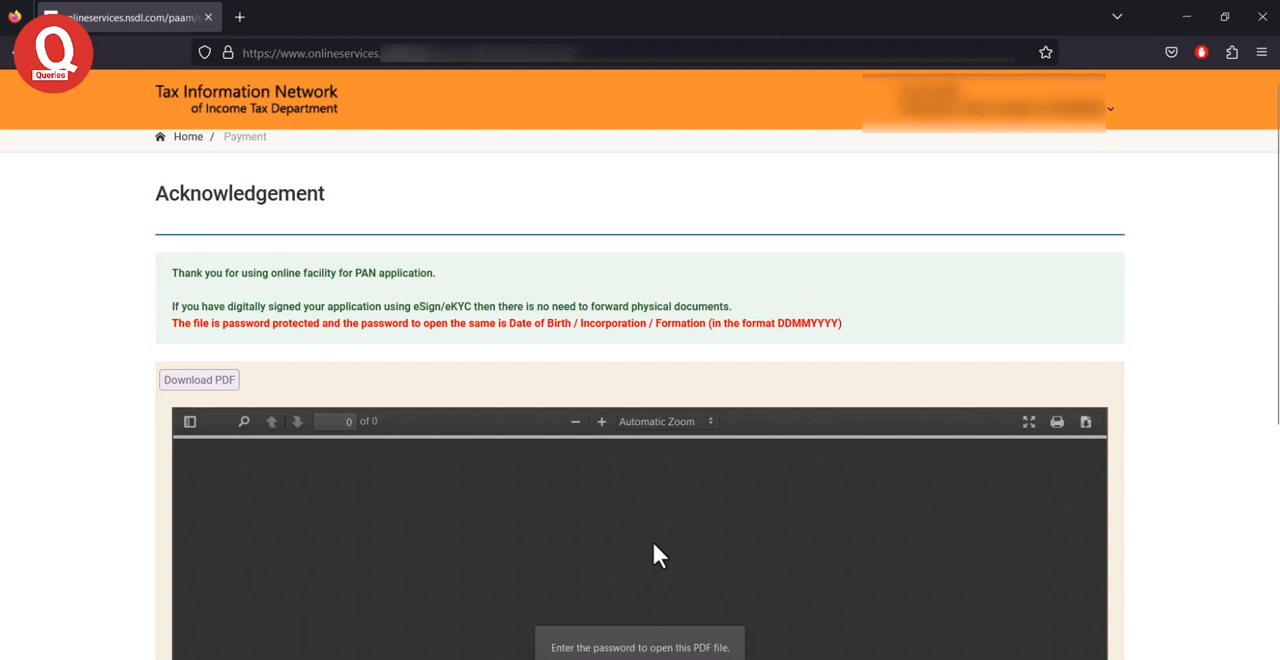 nlineservices.nsdl.com/paam/
Q
Queries
https://www.onlineservices.
Tax Information Network
of Income Tax Department
Home / Payment
Acknowledgement
Thank you for using online facility for PAN application.
If you have digitally signed your application using eSign/eKYC then there is no need to forward physical documents.
The file is password protected and the password to open the same is Date of Birth / Incorporation / Formation (in the format DDMMYYYY)
Download PDF
0 of 0
Automatic Zoom
Enter the password to open this PDF file.